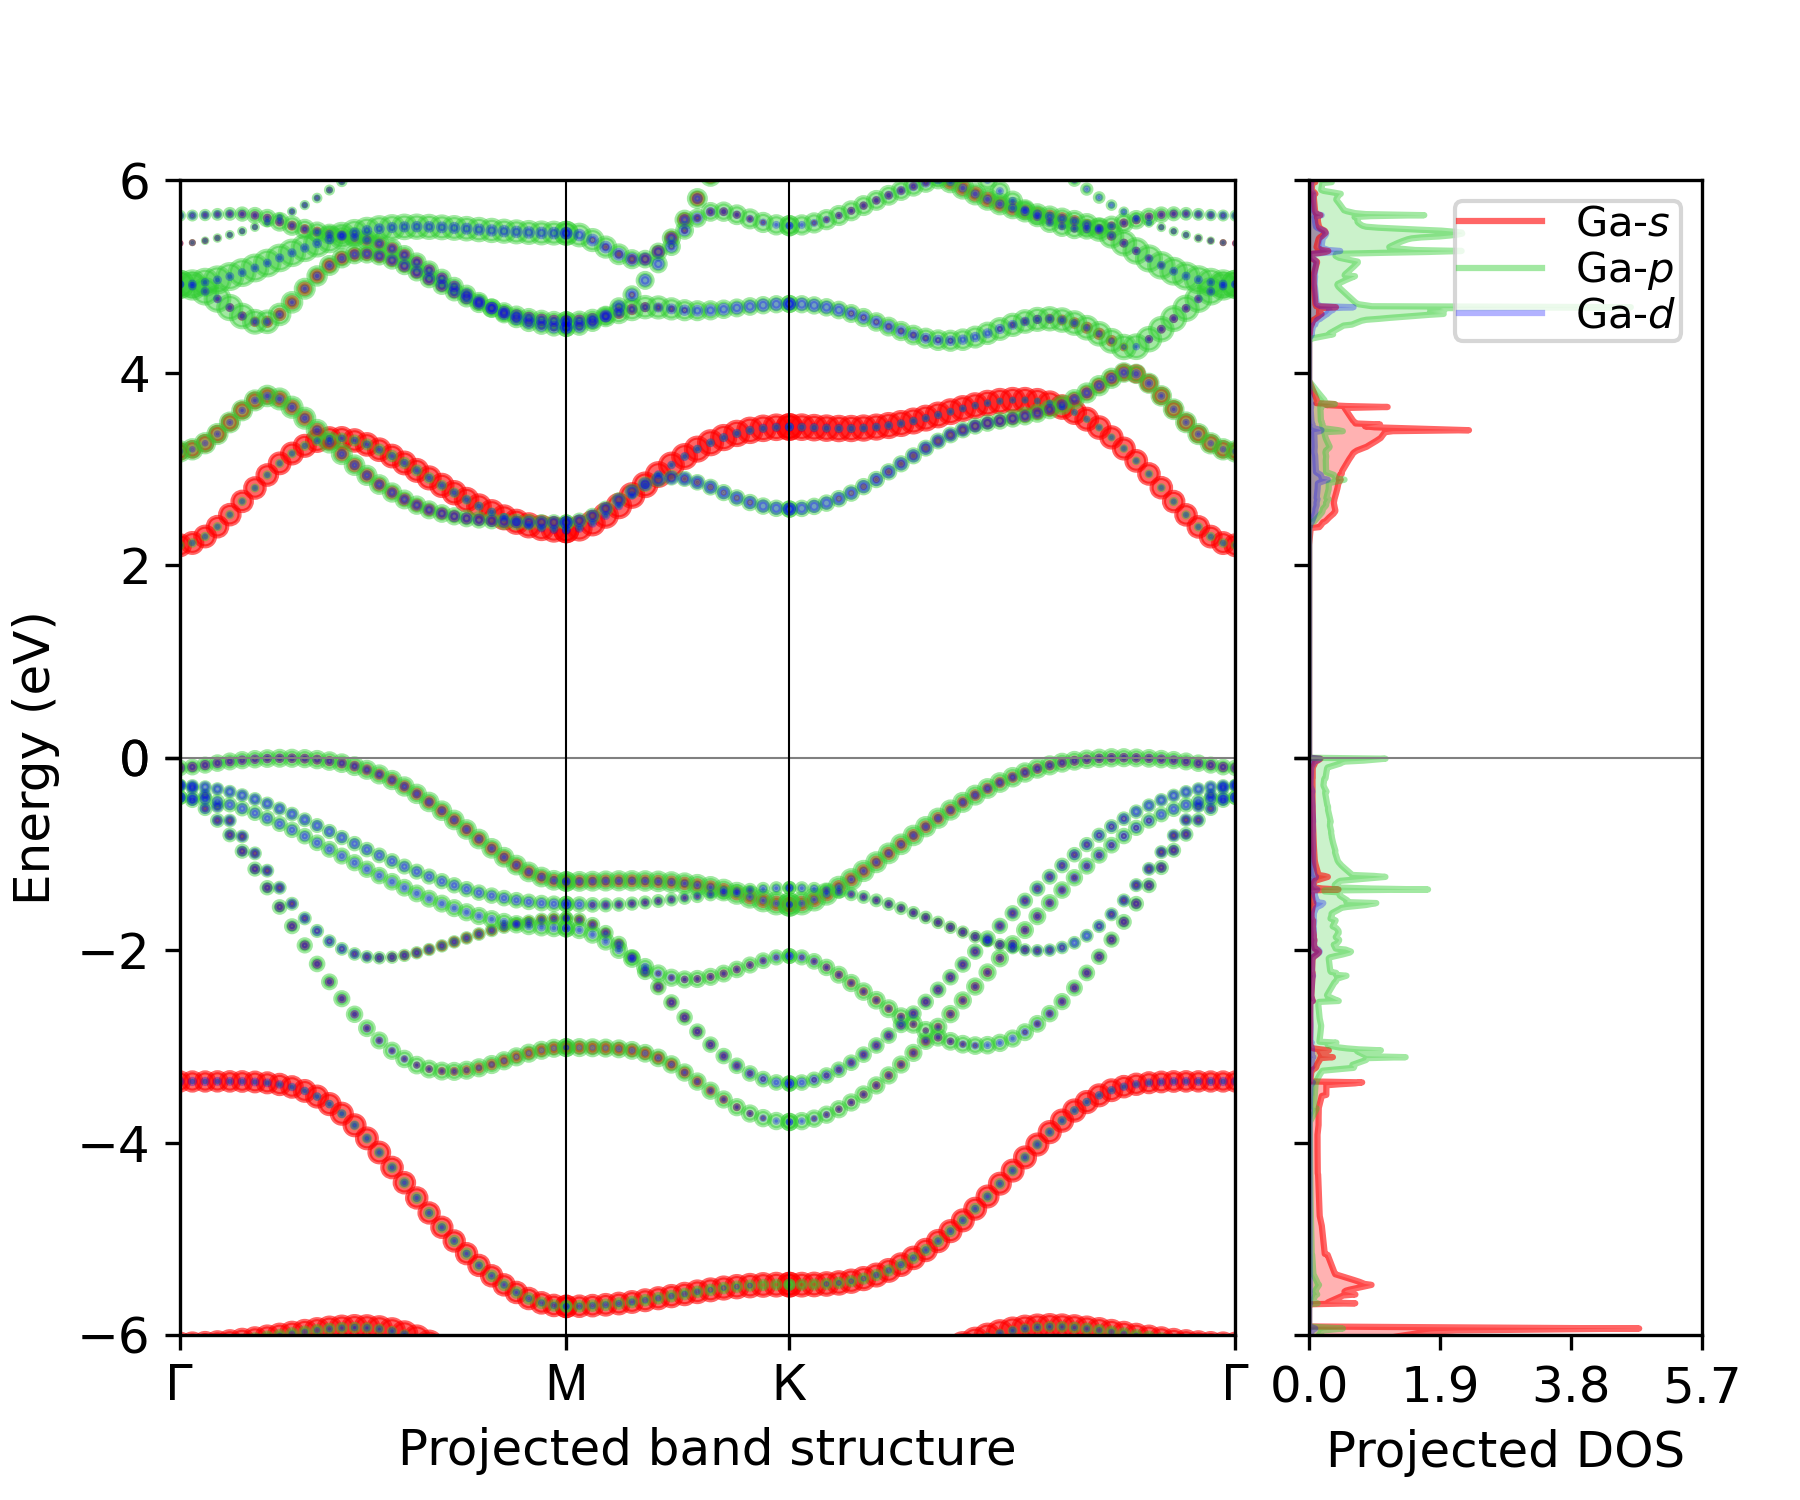 6
4
2
0
−2
−4
−6
Energy (eV)
Γ M K Γ
Projected band structure
Ga-s
Ga-p
Ga-d
0.0 1.9 3.8 5.7
Projected DOS